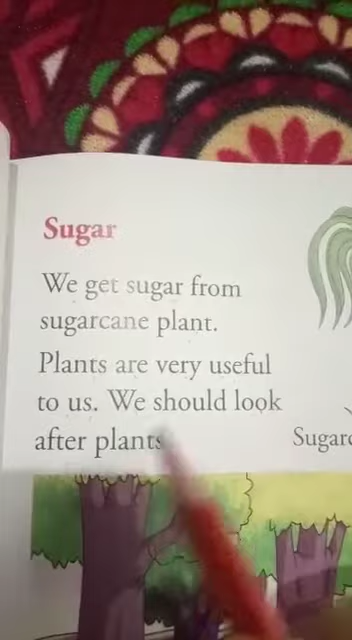 Sugar
We get sugar from
sugarcane plant.
Plants are very useful
to us. We should look
after plants